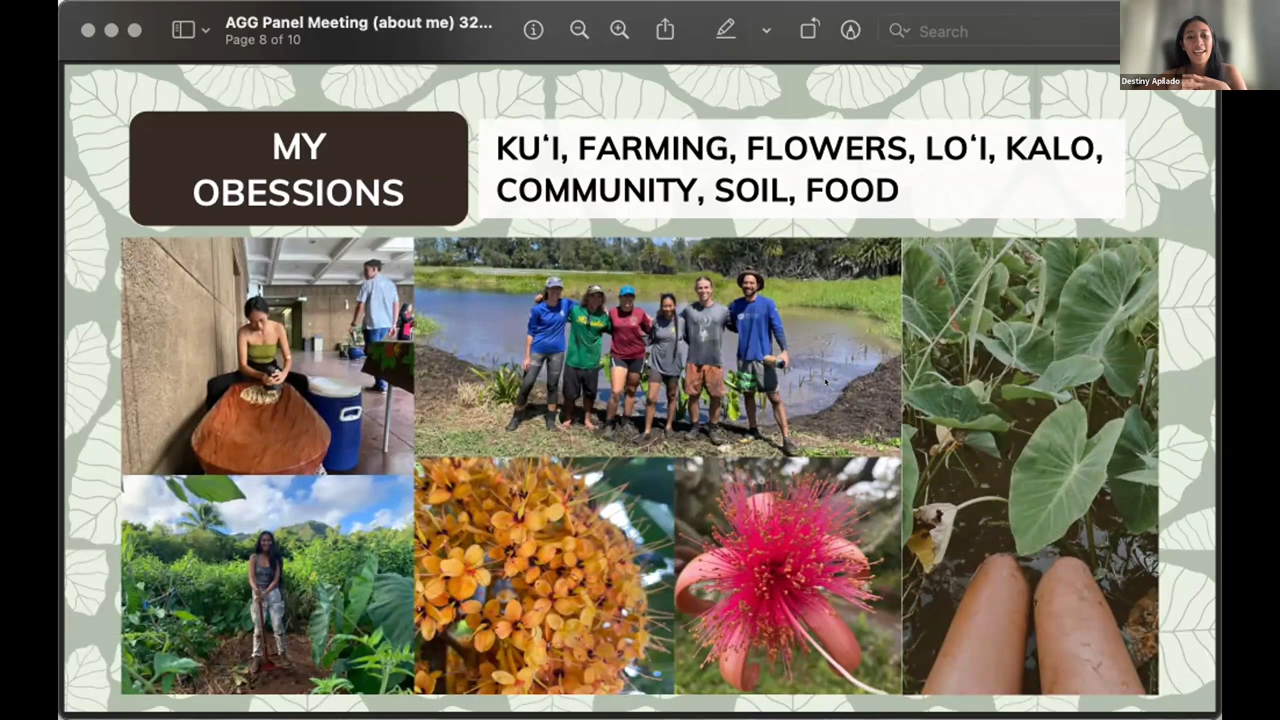 AGG Panel Meeting (about me) 32...
Page 8 of 10
Search
Destiny Apilado
MY
OBESSIONS
KUʻI, FARMING, FLOWERS, LOʻI, KALO,
COMMUNITY, SOIL, FOOD